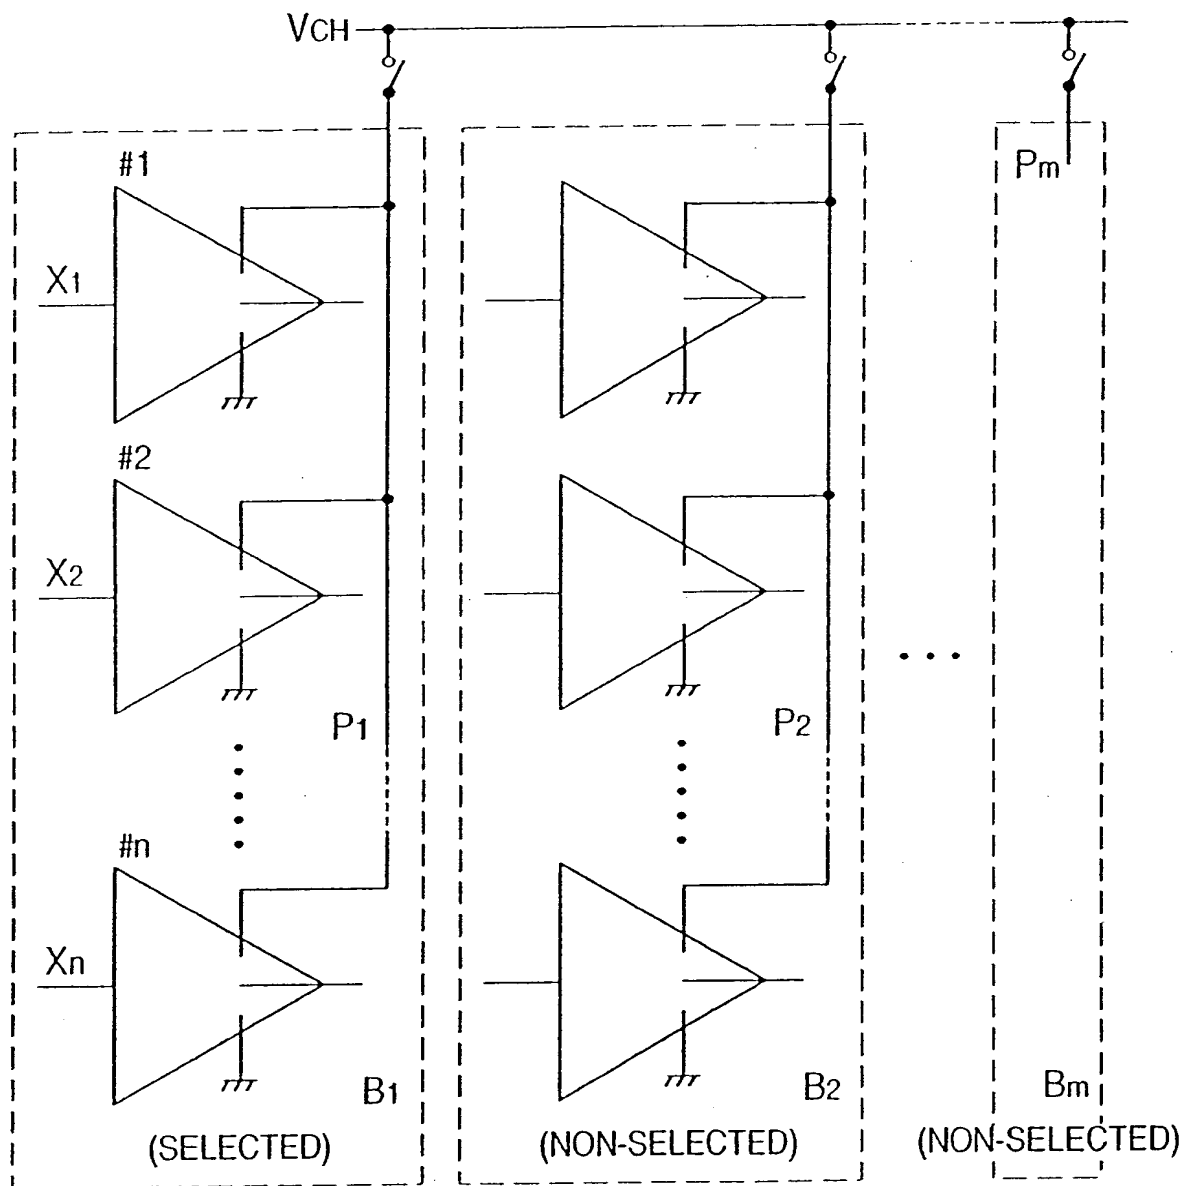 VCH
#1
Pm
X1
#2
X2
P1
P2
#n
Xn
B1
B2
Bm
(SELECTED)
(NON-SELECTED)
(NON-SELECTED)